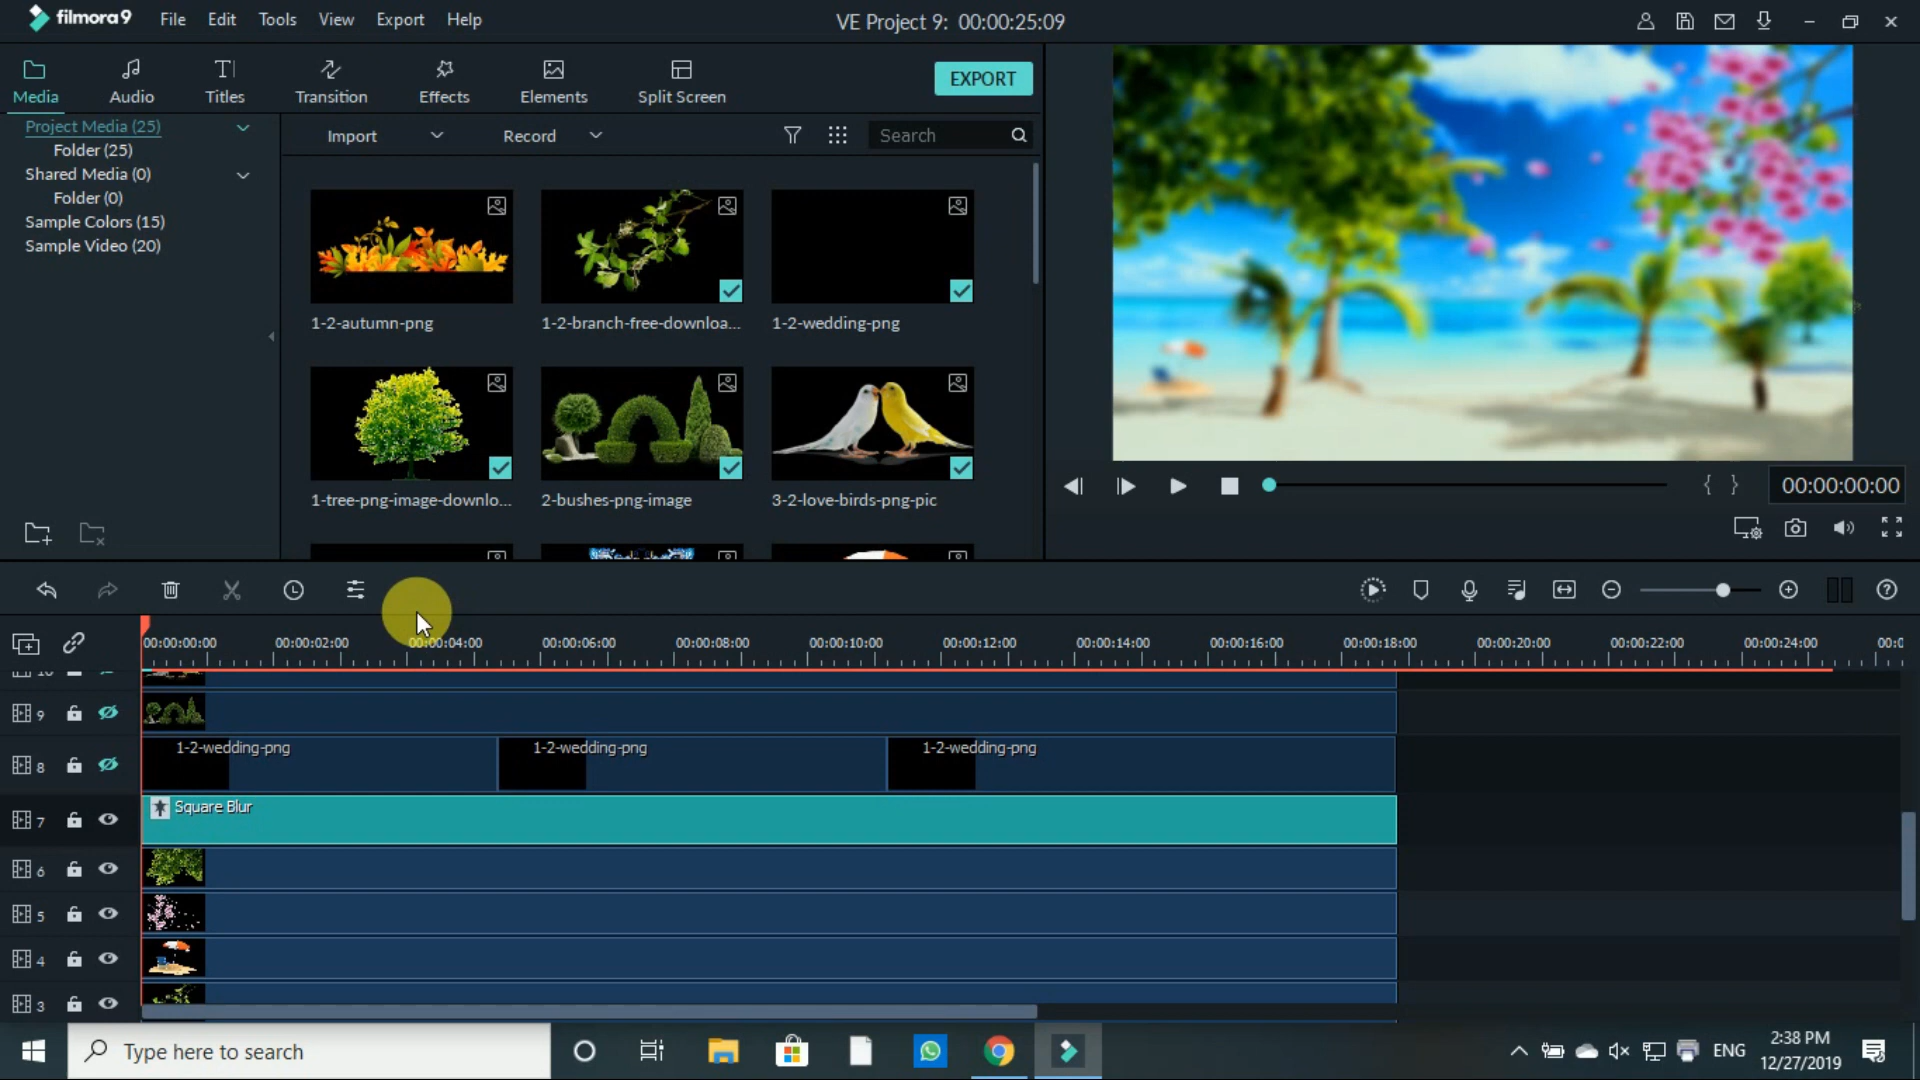 filmora9
File Edit Tools View Export Help
VE Project 9: 00:00:25:09
Media
Audio
Titles
Transition
Effects
Elements
Split Screen
EXPORT
Project Media (25)
Folder (25)
Shared Media (0)
Folder (0)
Sample Colors (15)
Sample Video (20)
Import
Record
Search
1-2-autumn-png
1-2-branch-free-downloa...
1-2-wedding-png
1-tree-png-image-downlo...
2-bushes-png-image
3-2-love-birds-png-pic
00:00:00:00
00:00:00:00 00:00:02:00 00:00:04:00 00:00:06:00 00:00:08:00 00:00:10:00 00:00:12:00 00:00:14:00 00:00:16:00 00:00:18:00 00:00:20:00 00:00:22:00 00:00:24:00
9
8
1-2-wedding-png 1-2-wedding-png 1-2-wedding-png
7
Square Blur
6
5
4
3
Type here to search
ENG
2:38 PM
12/27/2019